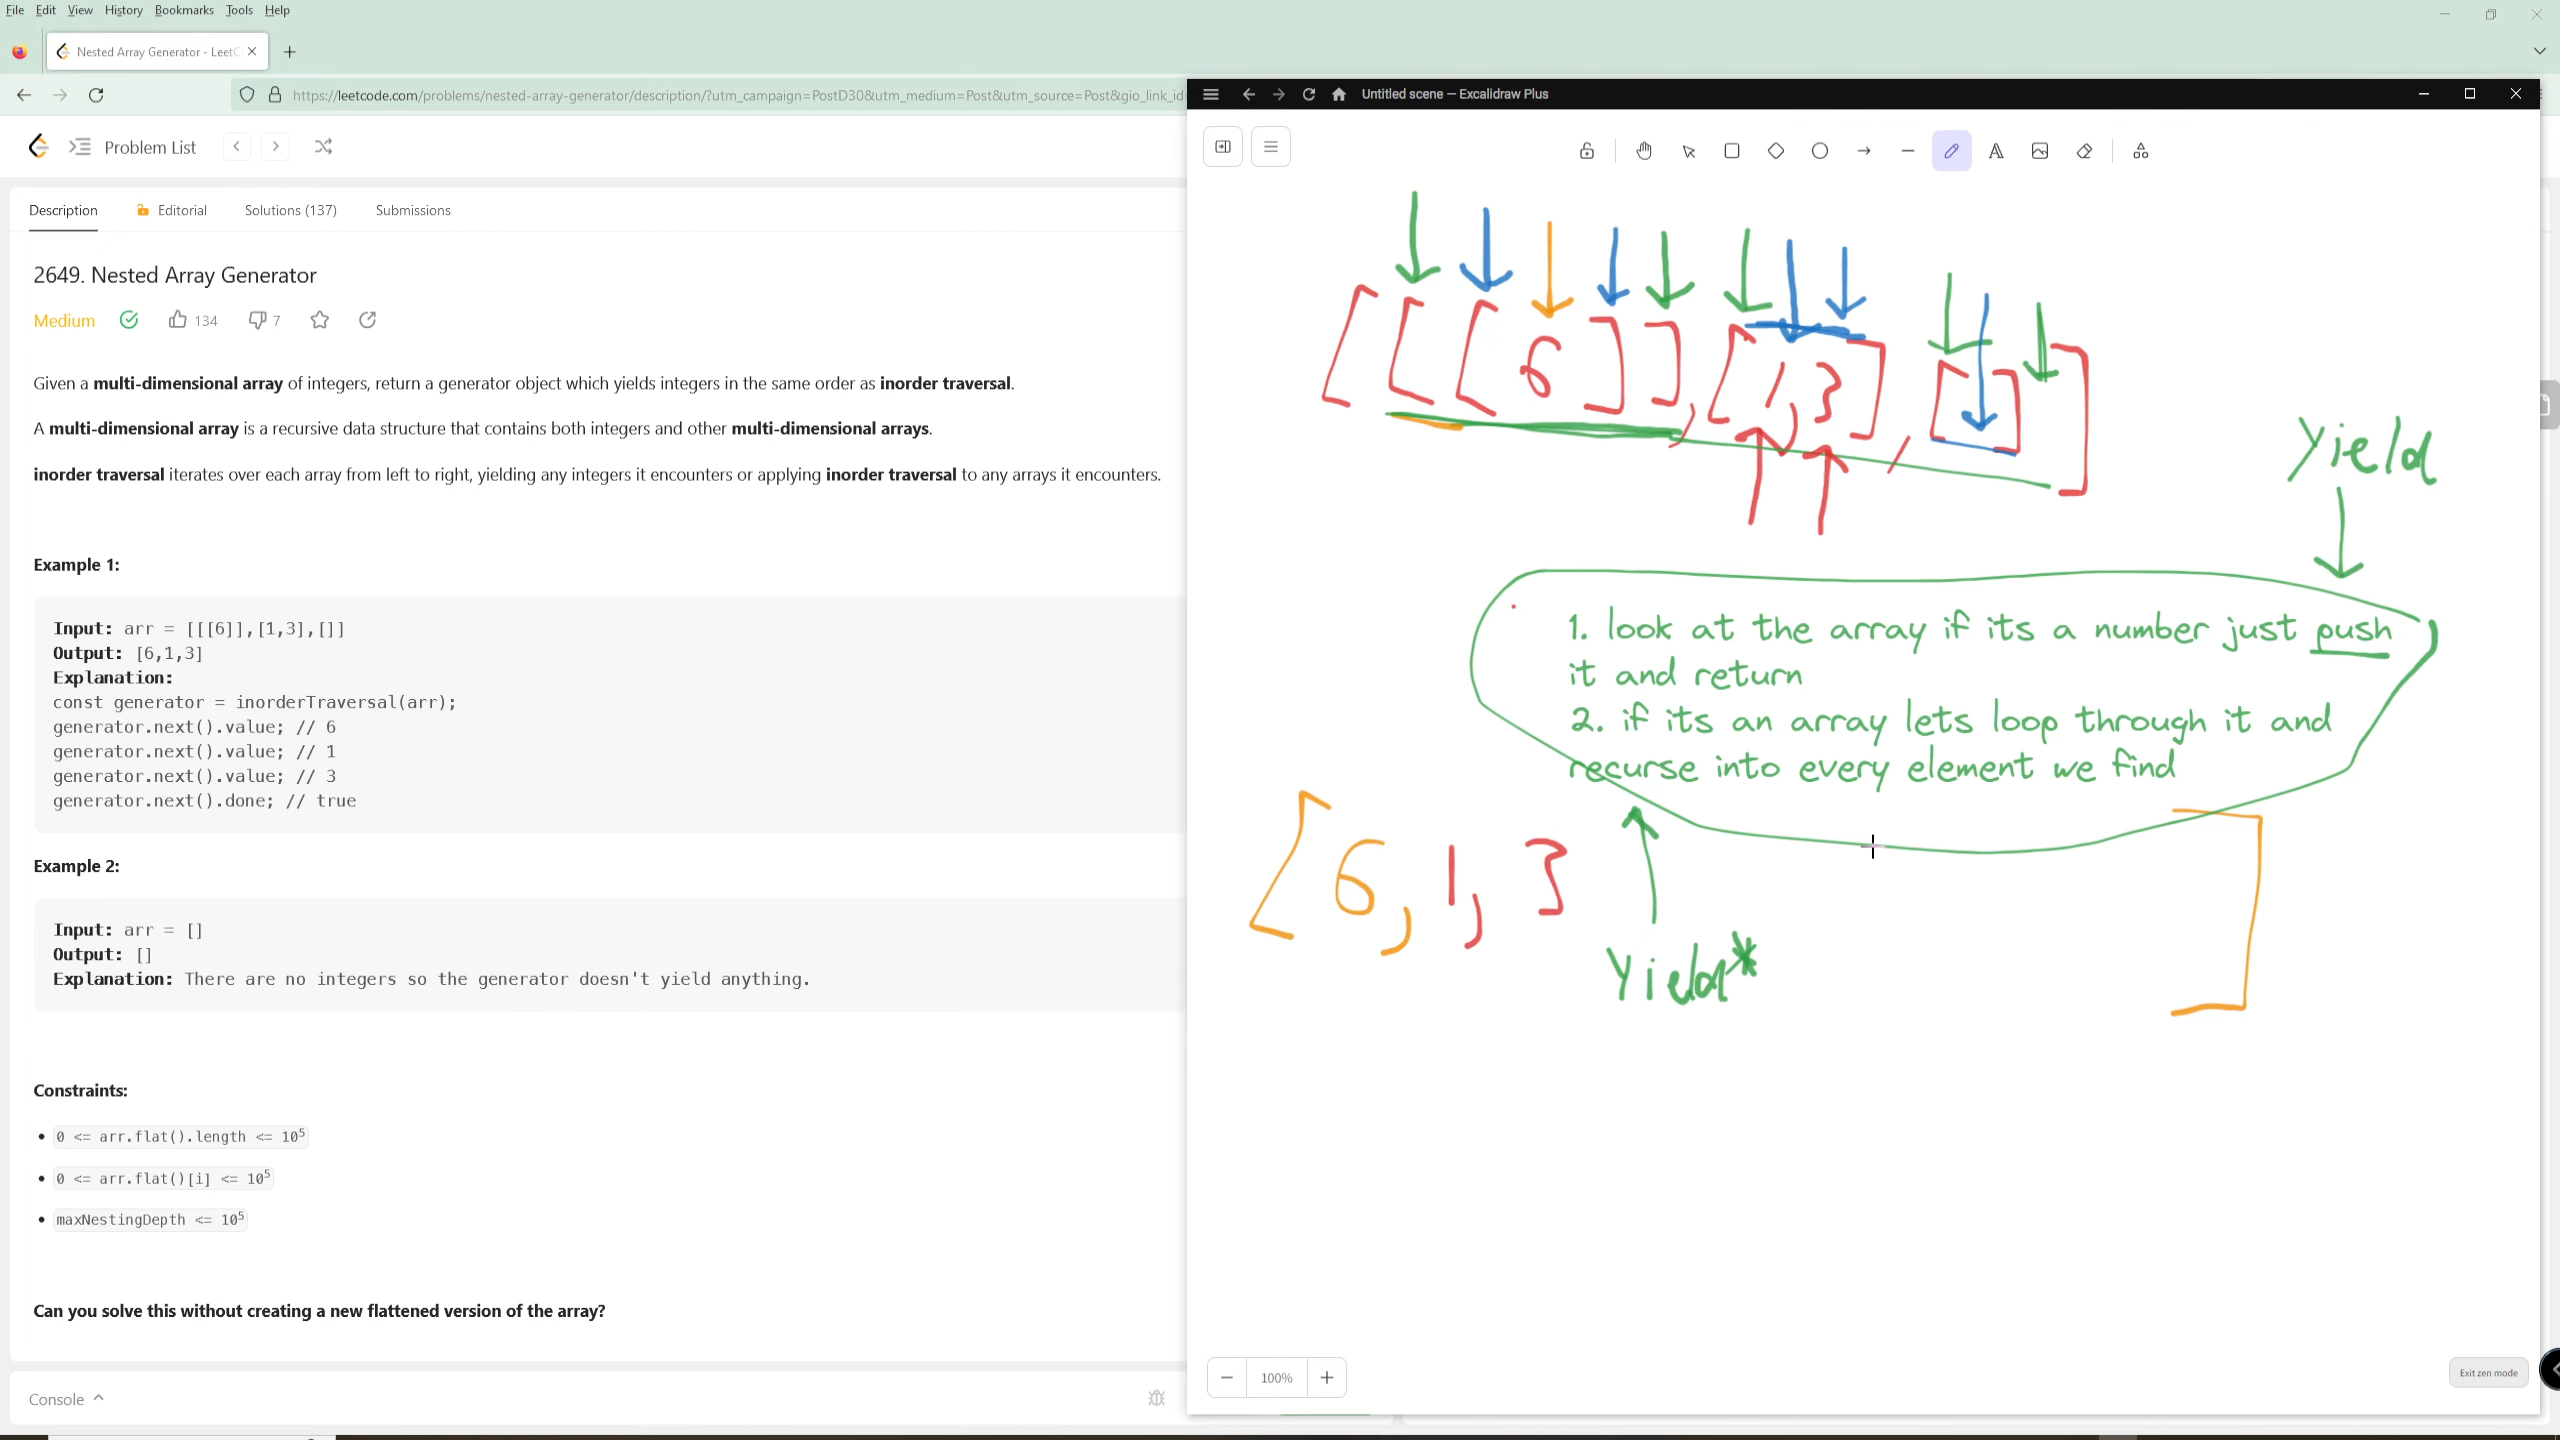 File Edit View History Bookmarks Tools Help
Nested Array Generator - LeetC
https://leetcode.com/problems/nested-array-generator/description/?utm_campaign=PostD30&utm_medium=Post&utm_source=Post&gio_link_id
Problem List
Description Editorial Solutions (137) Submissions
2649. Nested Array Generator
Medium 134 7
Given a multi-dimensional array of integers, return a generator object which yields integers in the same order as inorder traversal.
A multi-dimensional array is a recursive data structure that contains both integers and other multi-dimensional arrays.
inorder traversal iterates over each array from left to right, yielding any integers it encounters or applying inorder traversal to any arrays it encounters.
Example 1:
Input: arr = [[[6]],[1,3],[]]
Output: [6,1,3]
Explanation:
const generator = inorderTraversal(arr);
generator.next().value; // 6
generator.next().value; // 1
generator.next().value; // 3
generator.next().done; // true
Example 2:
Input: arr = []
Output: []
Explanation: There are no integers so the generator doesn't yield anything.
Constraints:
0 <= arr.flat().length <= 10⁵
0 <= arr.flat()[i] <= 10⁵
maxNestingDepth <= 10⁵
Can you solve this without creating a new flattened version of the array?
Console
Untitled scene — Excalidraw Plus
[[[6]],[1,3],[]]
Yield
1. look at the array if its a number just push
it and return
2. if its an array lets loop through it and
recurse into every element we find
[6,1,3 ]
Yield*
100%
Exit zen mode